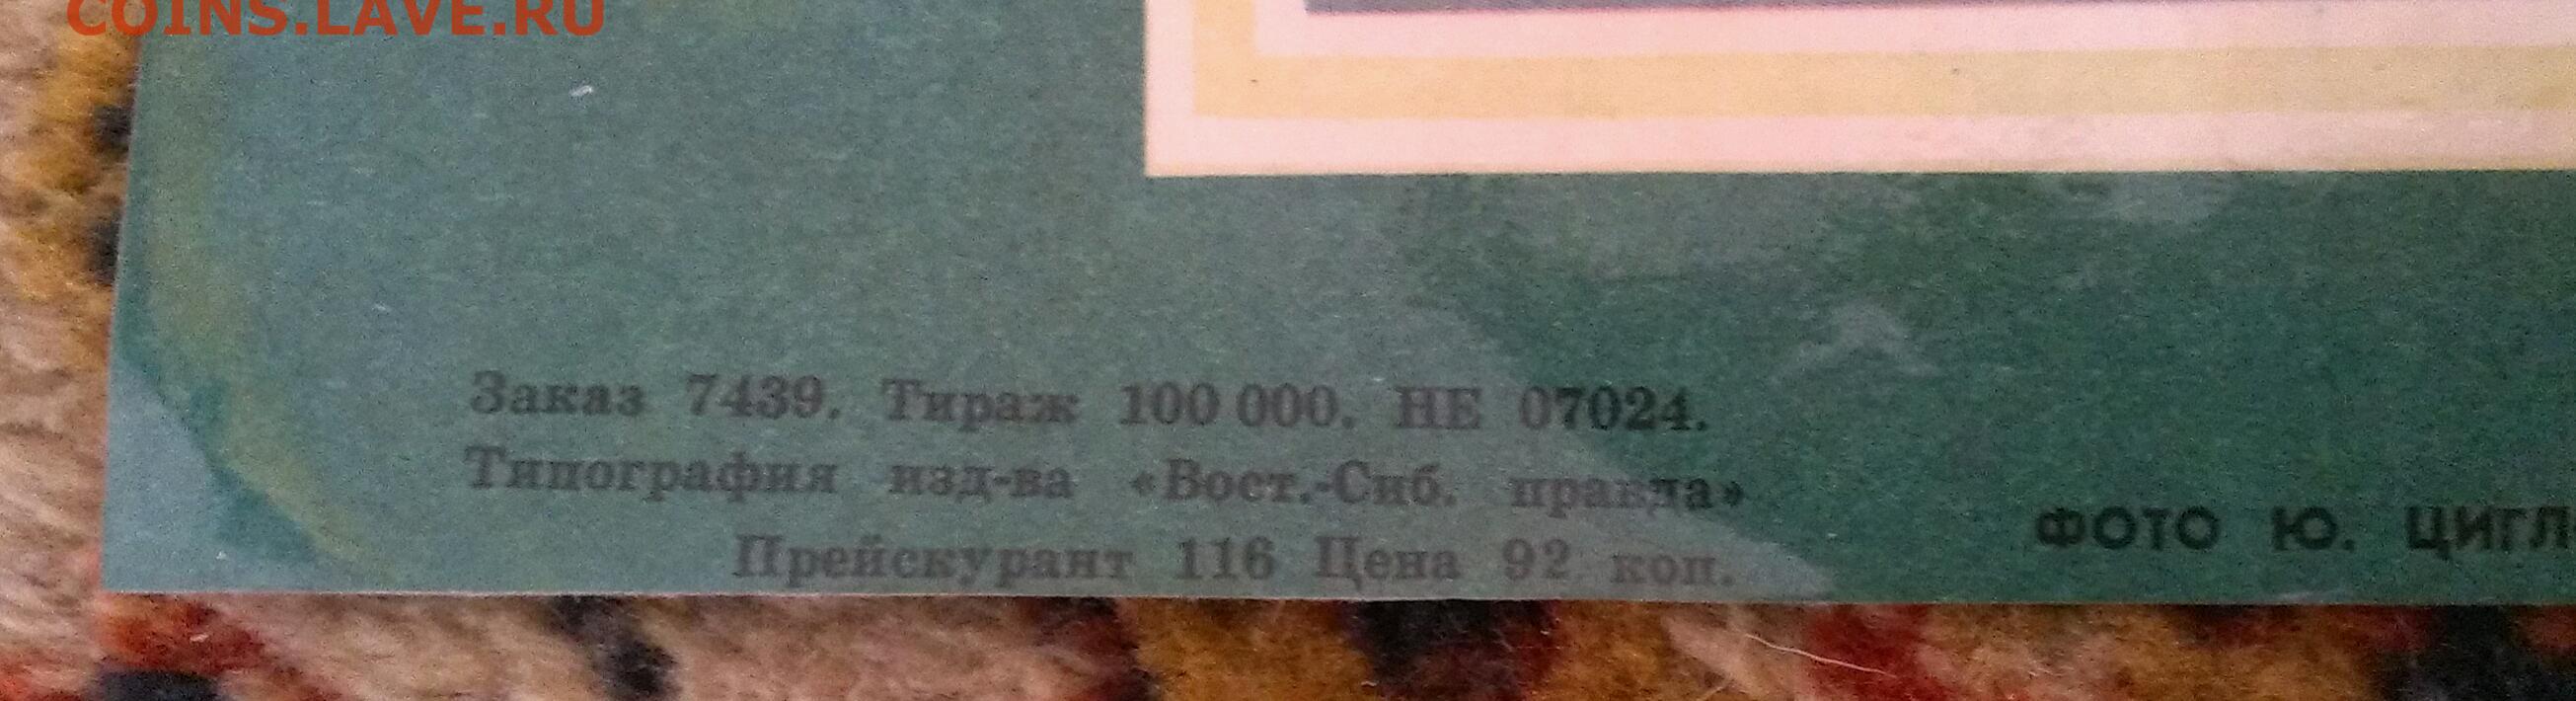 COINS.LAVE.RU
Заказ 7439. Тираж 100 000. НЕ 07024.
Типография изд-ва «Вост.-Сиб. правда»
Прейскурант 116 Цена 92 коп.
ФОТО Ю. ЦИГЛ